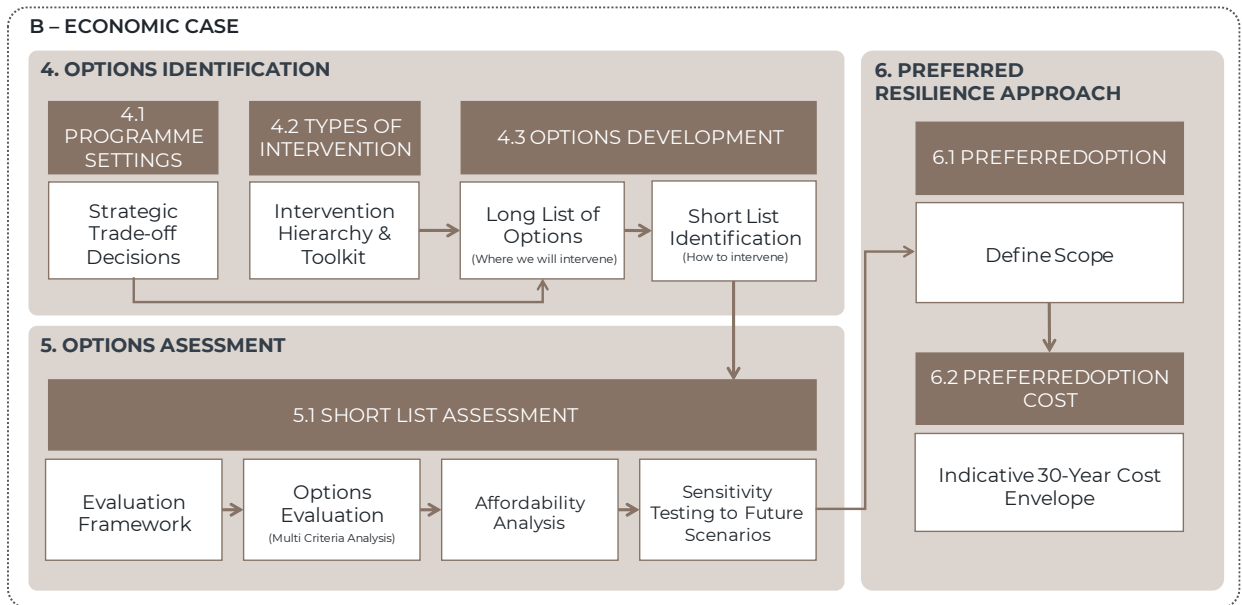 B – ECONOMIC CASE
4. OPTIONS IDENTIFICATION
4.1
PROGRAMME
SETTINGS
Strategic
Trade-off
Decisions
4.2 TYPES OF
INTERVENTION
Intervention
Hierarchy &
Toolkit
4.3 OPTIONS DEVELOPMENT
Long List of
Options
(Where we will intervene)
Short List
Identification
(How to intervene)
5. OPTIONS ASESSMENT
5.1 SHORT LIST ASSESSMENT
Evaluation
Framework
Options
Evaluation
(Multi Criteria Analysis)
Affordability
Analysis
Sensitivity
Testing to Future
Scenarios
6. PREFERRED
RESILIENCE APPROACH
6.1 PREFERREDOPTION
Define Scope
6.2 PREFERREDOPTION
COST
Indicative 30-Year Cost
Envelope